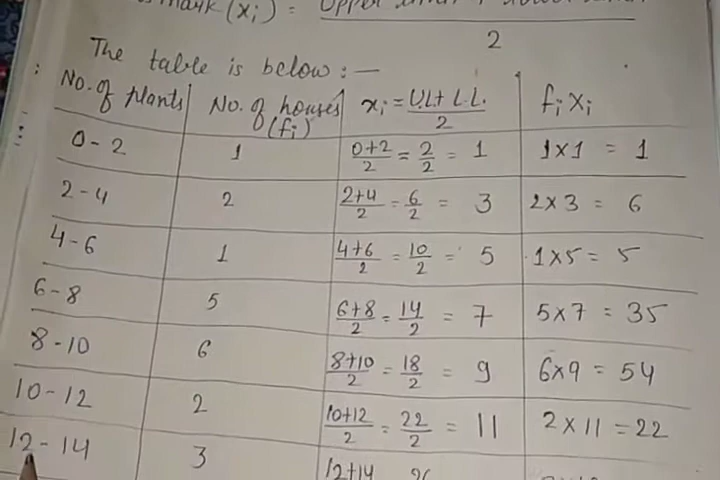 mark (xi) =
2
The table is below : —
No. of plants No. of houses (fi) xi = U.L + L.L. / 2 fi xi
0 - 2 1 0+2/2 = 2/2 = 1 1 x 1 = 1
2 - 4 2 2+4/2 = 6/2 = 3 2 x 3 = 6
4 - 6 1 4+6/2 = 10/2 = 5 1 x 5 = 5
6 - 8 5 6+8/2 = 14/2 = 7 5 x 7 = 35
8 - 10 6 8+10/2 = 18/2 = 9 6 x 9 = 54
10 - 12 2 10+12/2 = 22/2 = 11 2 x 11 = 22
12 - 14 3 12+14